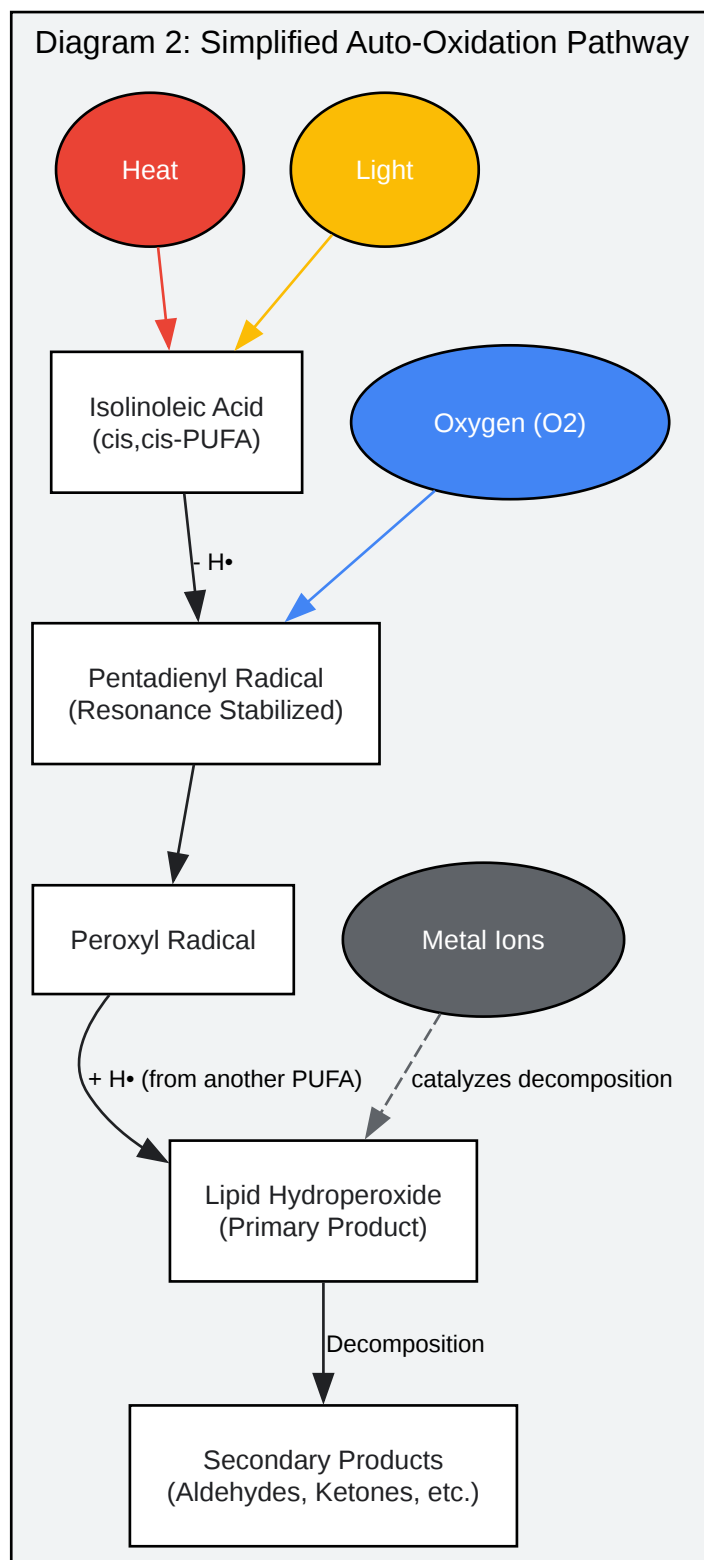 Diagram 2: Simplified Auto-Oxidation Pathway
Heat
Light
Isolinoleic Acid
(cis,cis-PUFA)
Oxygen (O2)
- H•
Pentadienyl Radical
(Resonance Stabilized)
Peroxyl Radical
Metal Ions
+ H• (from another PUFA)
catalyzes decomposition
Lipid Hydroperoxide
(Primary Product)
Decomposition
Secondary Products
(Aldehydes, Ketones, etc.)